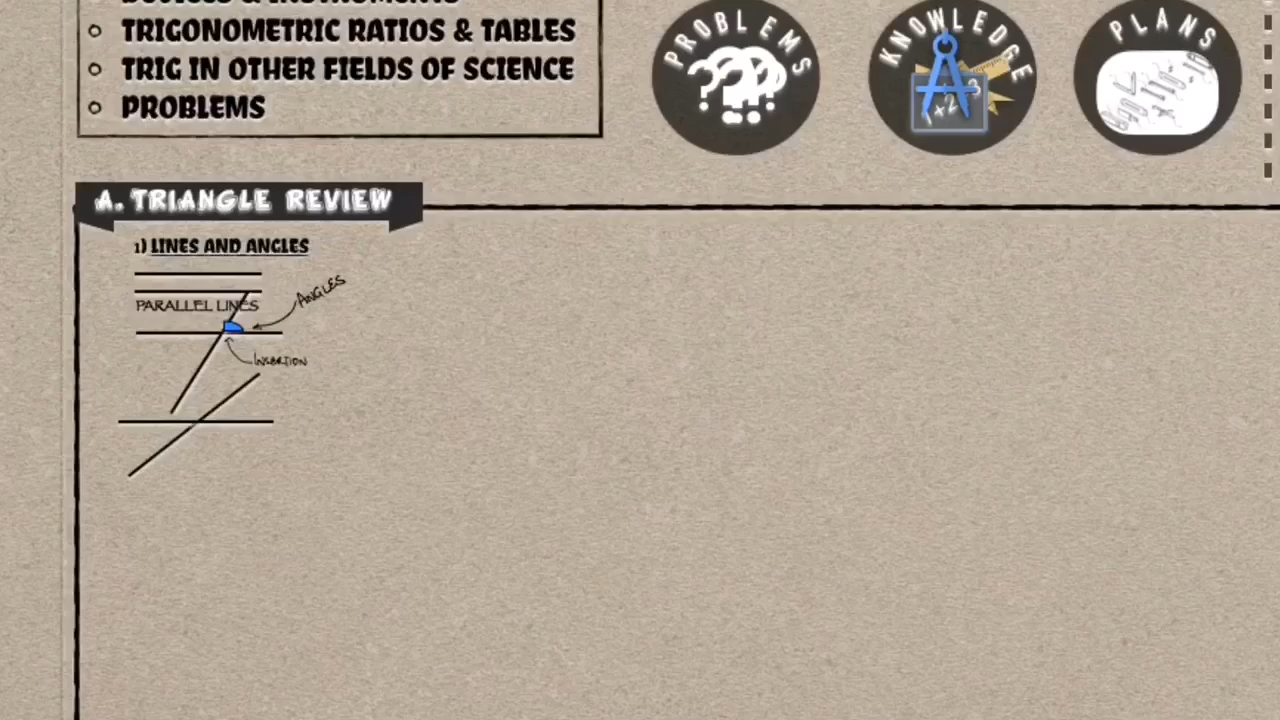 TRIGONOMETRIC RATIOS & TABLES
TRIG IN OTHER FIELDS OF SCIENCE
PROBLEMS
PROBLEMS
KNOWLEDGE
PLANS
A. TRIANGLE REVIEW
1) LINES AND ANGLES
PARALLEL LINES
ANGLES